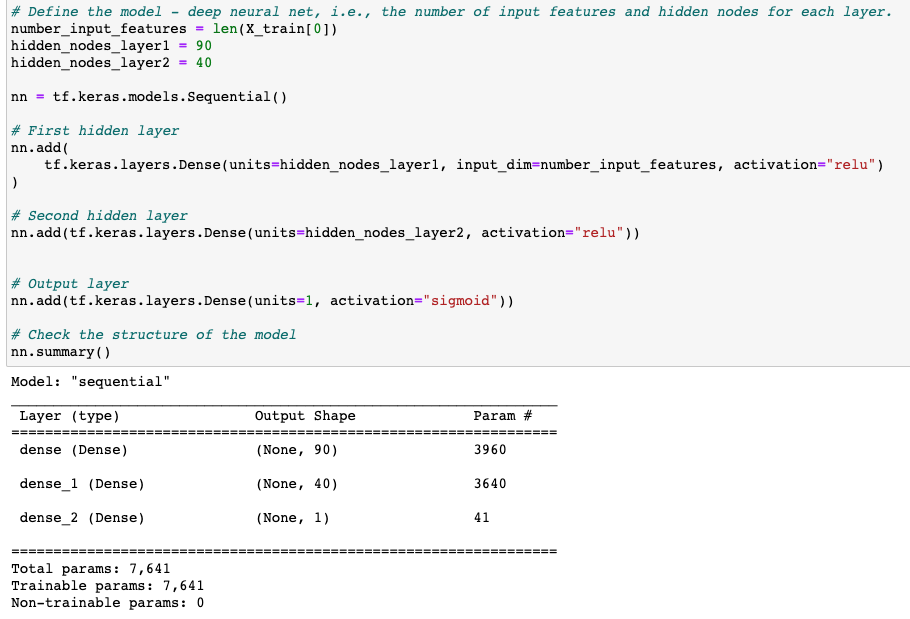 # Define the model - deep neural net, i.e., the number of input features and hidden nodes for each layer.
number_input_features = len(X_train[0])
hidden_nodes_layer1 = 90
hidden_nodes_layer2 = 40
nn = tf.keras.models.Sequential()
# First hidden layer
nn.add(
tf.keras.layers.Dense(units=hidden_nodes_layer1, input_dim=number_input_features, activation="relu")
)
# Second hidden layer
nn.add(tf.keras.layers.Dense(units=hidden_nodes_layer2, activation="relu"))
# Output layer
nn.add(tf.keras.layers.Dense(units=1, activation="sigmoid"))
# Check the structure of the model
nn.summary()
Model: "sequential"
_________________________________________________________________
Layer (type) Output Shape Param #
=================================================================
dense (Dense) (None, 90) 3960
dense_1 (Dense) (None, 40) 3640
dense_2 (Dense) (None, 1) 41
=================================================================
Total params: 7,641
Trainable params: 7,641
Non-trainable params: 0